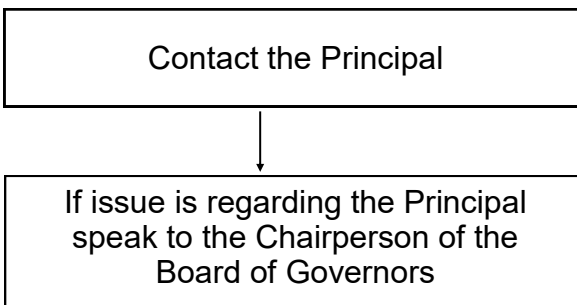 Contact the Principal
If issue is regarding the Principal
speak to the Chairperson of the
Board of Governors